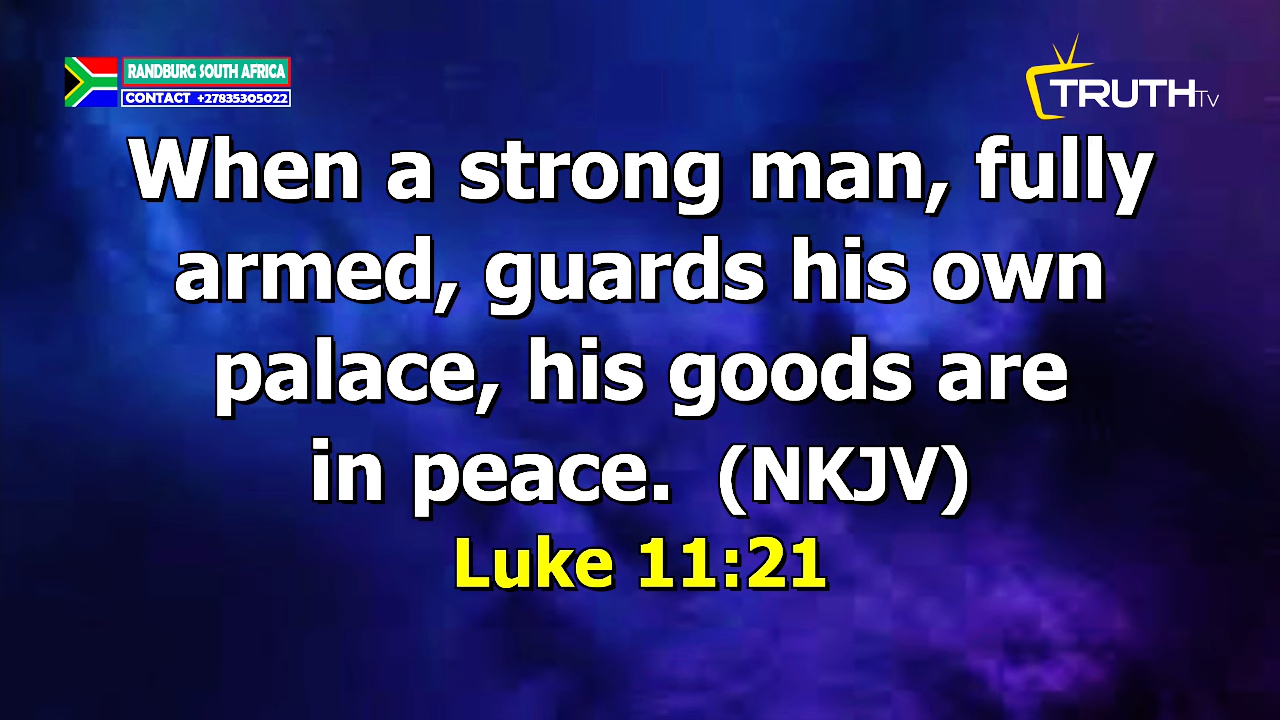 RANDBURG SOUTH AFRICA
CONTACT +27835305022
TRUTH TV
When a strong man, fully
armed, guards his own
palace, his goods are
in peace. (NKJV)
Luke 11:21